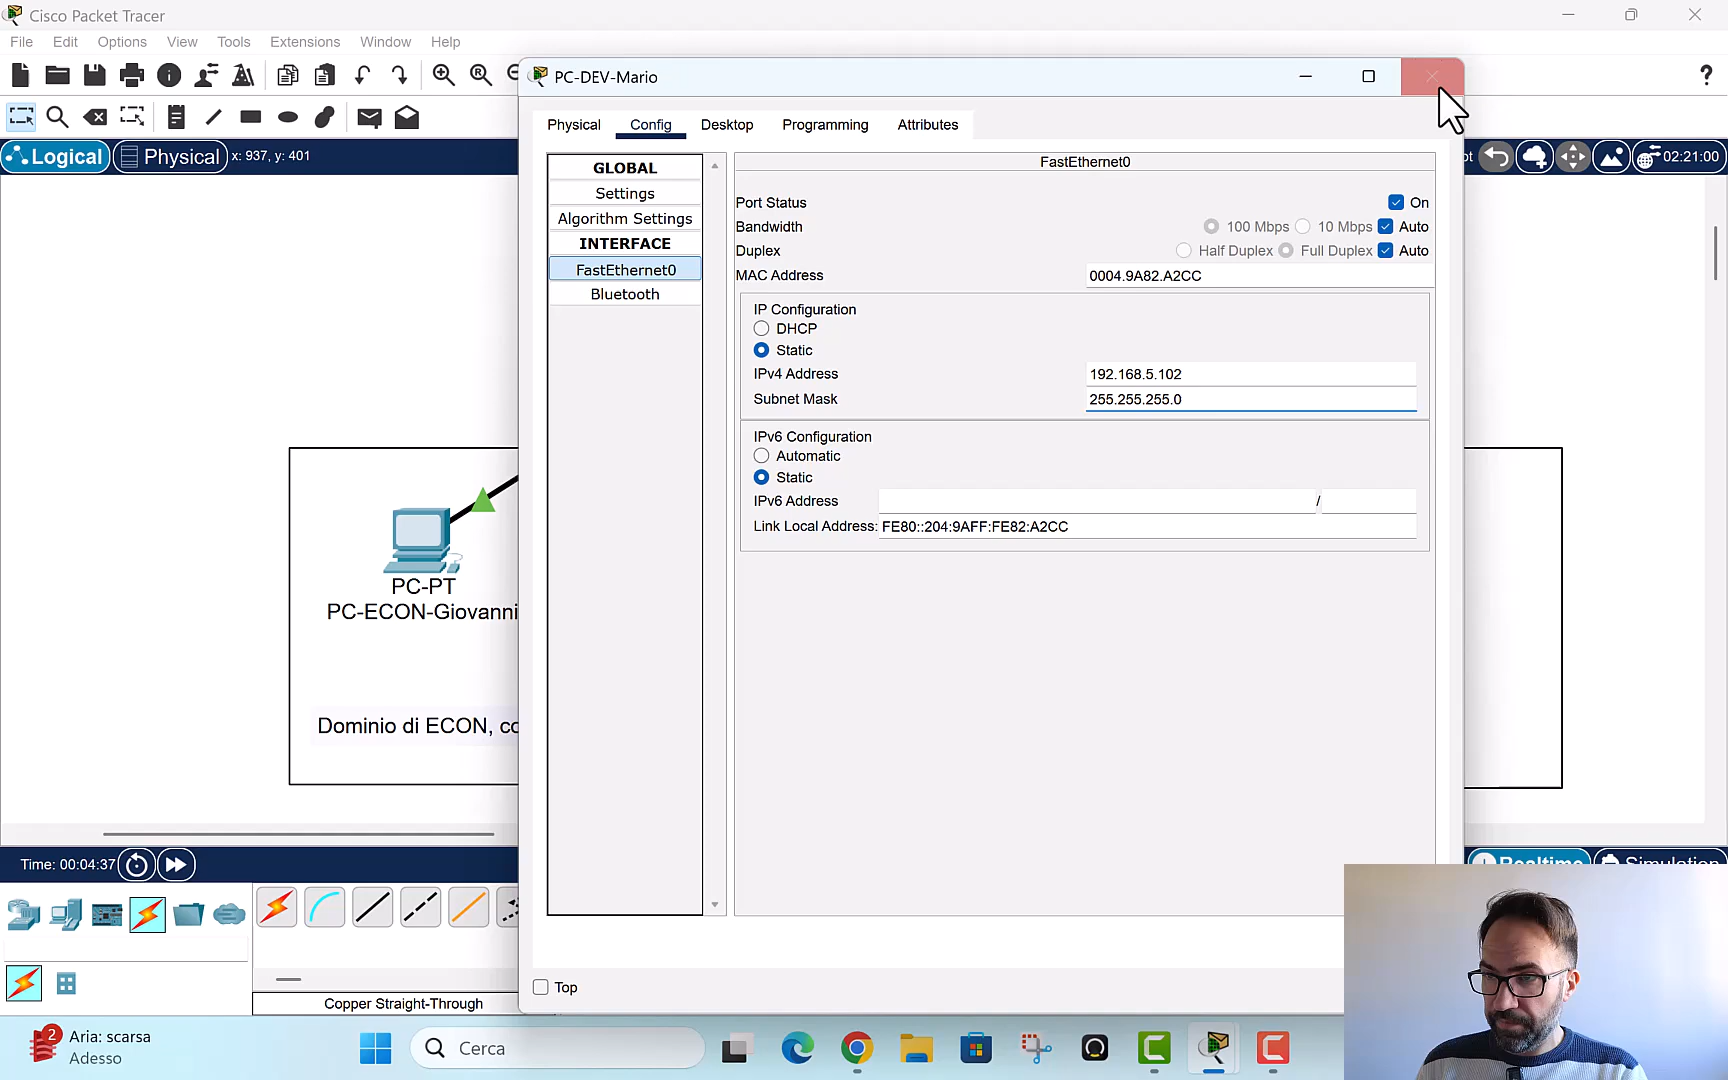 Cisco Packet Tracer
File Edit Options View Tools Extensions Window Help
PC-DEV-Mario
?
Logical Physical x: 937, y: 401
02:21:00
Physical Config Desktop Programming Attributes
GLOBAL
Settings
Algorithm Settings
INTERFACE
FastEthernet0
Bluetooth
FastEthernet0
Port Status On
Bandwidth 100 Mbps 10 Mbps Auto
Duplex Half Duplex Full Duplex Auto
MAC Address 0004.9A82.A2CC
IP Configuration
DHCP
Static
IPv4 Address 192.168.5.102
Subnet Mask 255.255.255.0
IPv6 Configuration
Automatic
Static
IPv6 Address /
Link Local Address: FE80::204:9AFF:FE82:A2CC
Top
PC-PT
PC-ECON-Giovanni
Dominio di ECON, co
Time: 00:04:37
Realtime Simulation
Copper Straight-Through
2
Aria: scarsa
Adesso
Cerca